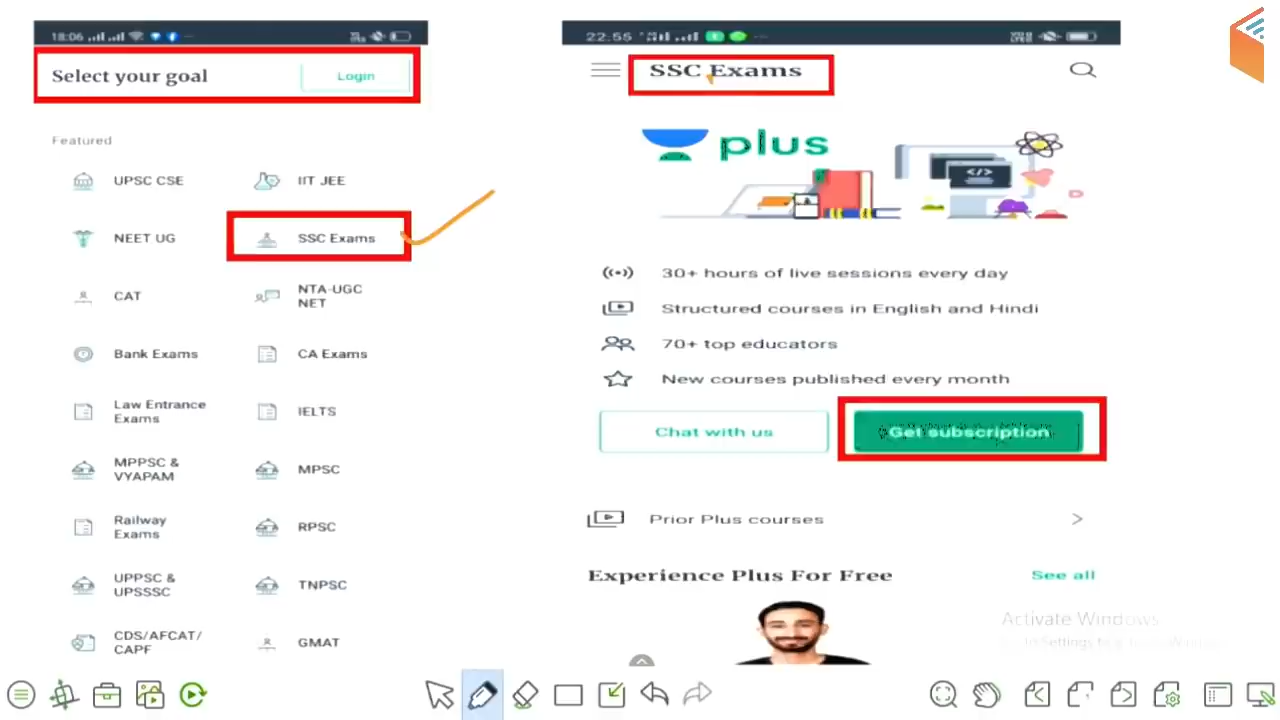 18:06
Select your goal
Login
Featured
UPSC CSE
IIT JEE
NEET UG
SSC Exams
CAT
NTA-UGC
NET
Bank Exams
CA Exams
Law Entrance
Exams
IELTS
MPPSC &
VYAPAM
MPSC
Railway
Exams
RPSC
UPPSC &
UPSSSC
TNPSC
CDS/AFCAT/
CAPF
GMAT
22:55
SSC Exams
plus
30+ hours of live sessions every day
Structured courses in English and Hindi
70+ top educators
New courses published every month
Chat with us
Get subscription
Prior Plus courses
Experience Plus For Free
See all
Activate Windows